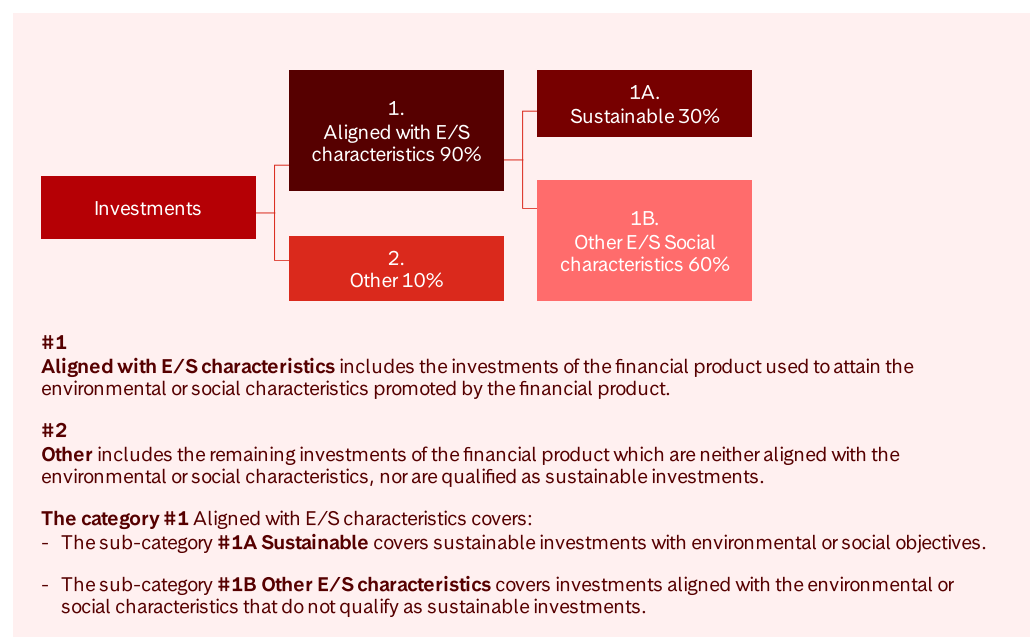 Investments
1.
Aligned with E/S
characteristics 90%
2.
Other 10%
1A.
Sustainable 30%
1B.
Other E/S Social
characteristics 60%
#1
Aligned with E/S characteristics includes the investments of the financial product used to attain the
environmental or social characteristics promoted by the financial product.
#2
Other includes the remaining investments of the financial product which are neither aligned with the
environmental or social characteristics, nor are qualified as sustainable investments.
The category #1 Aligned with E/S characteristics covers:
- The sub-category #1A Sustainable covers sustainable investments with environmental or social objectives.
- The sub-category #1B Other E/S characteristics covers investments aligned with the environmental or
social characteristics that do not qualify as sustainable investments.